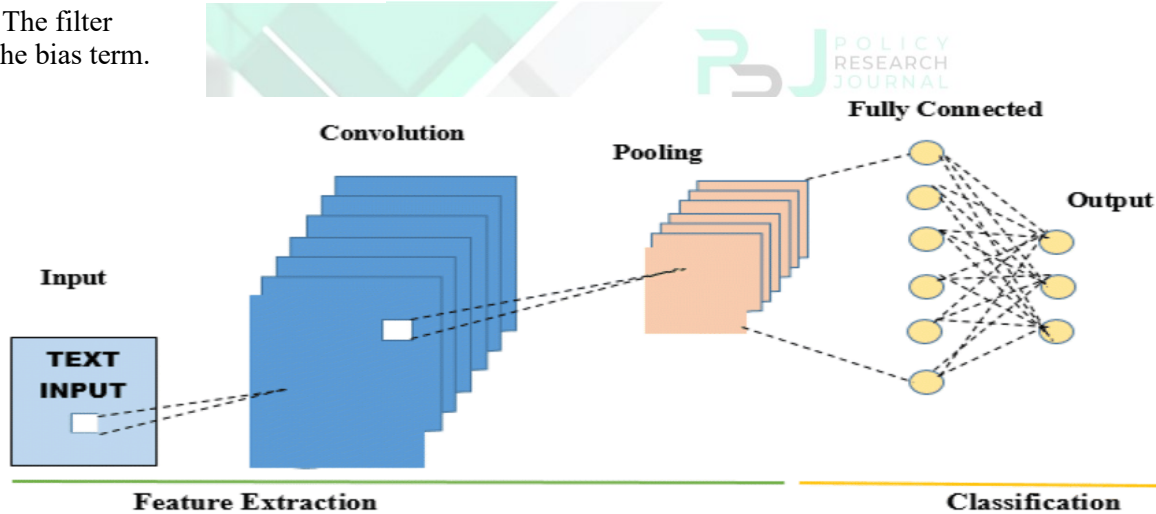 The filter
he bias term.
POLICY
RESEARCH
JOURNAL
Fully Connected
Convolution
Pooling
Output
Input
TEXT
INPUT
Feature Extraction
Classification